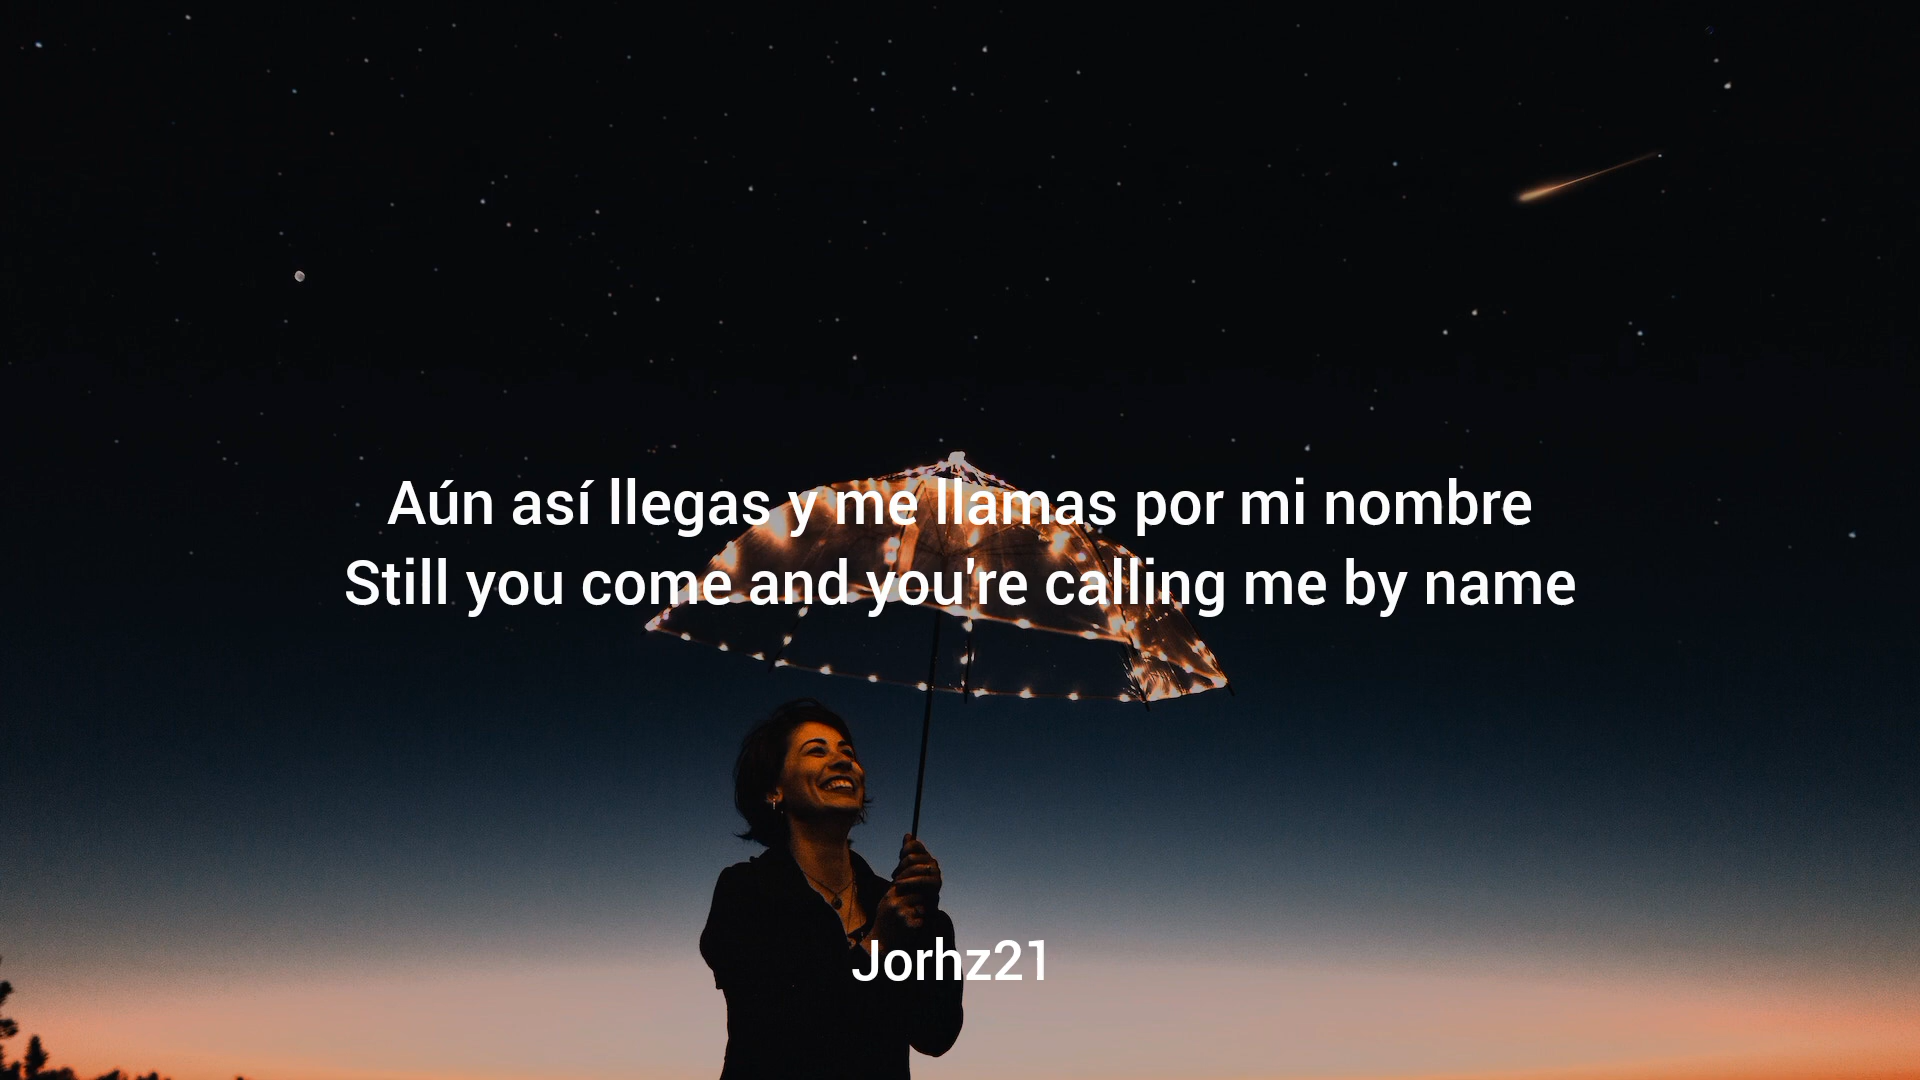 Aún así llegas y me llamas por mi nombre
Still you come and you're calling me by name
Jorhz21